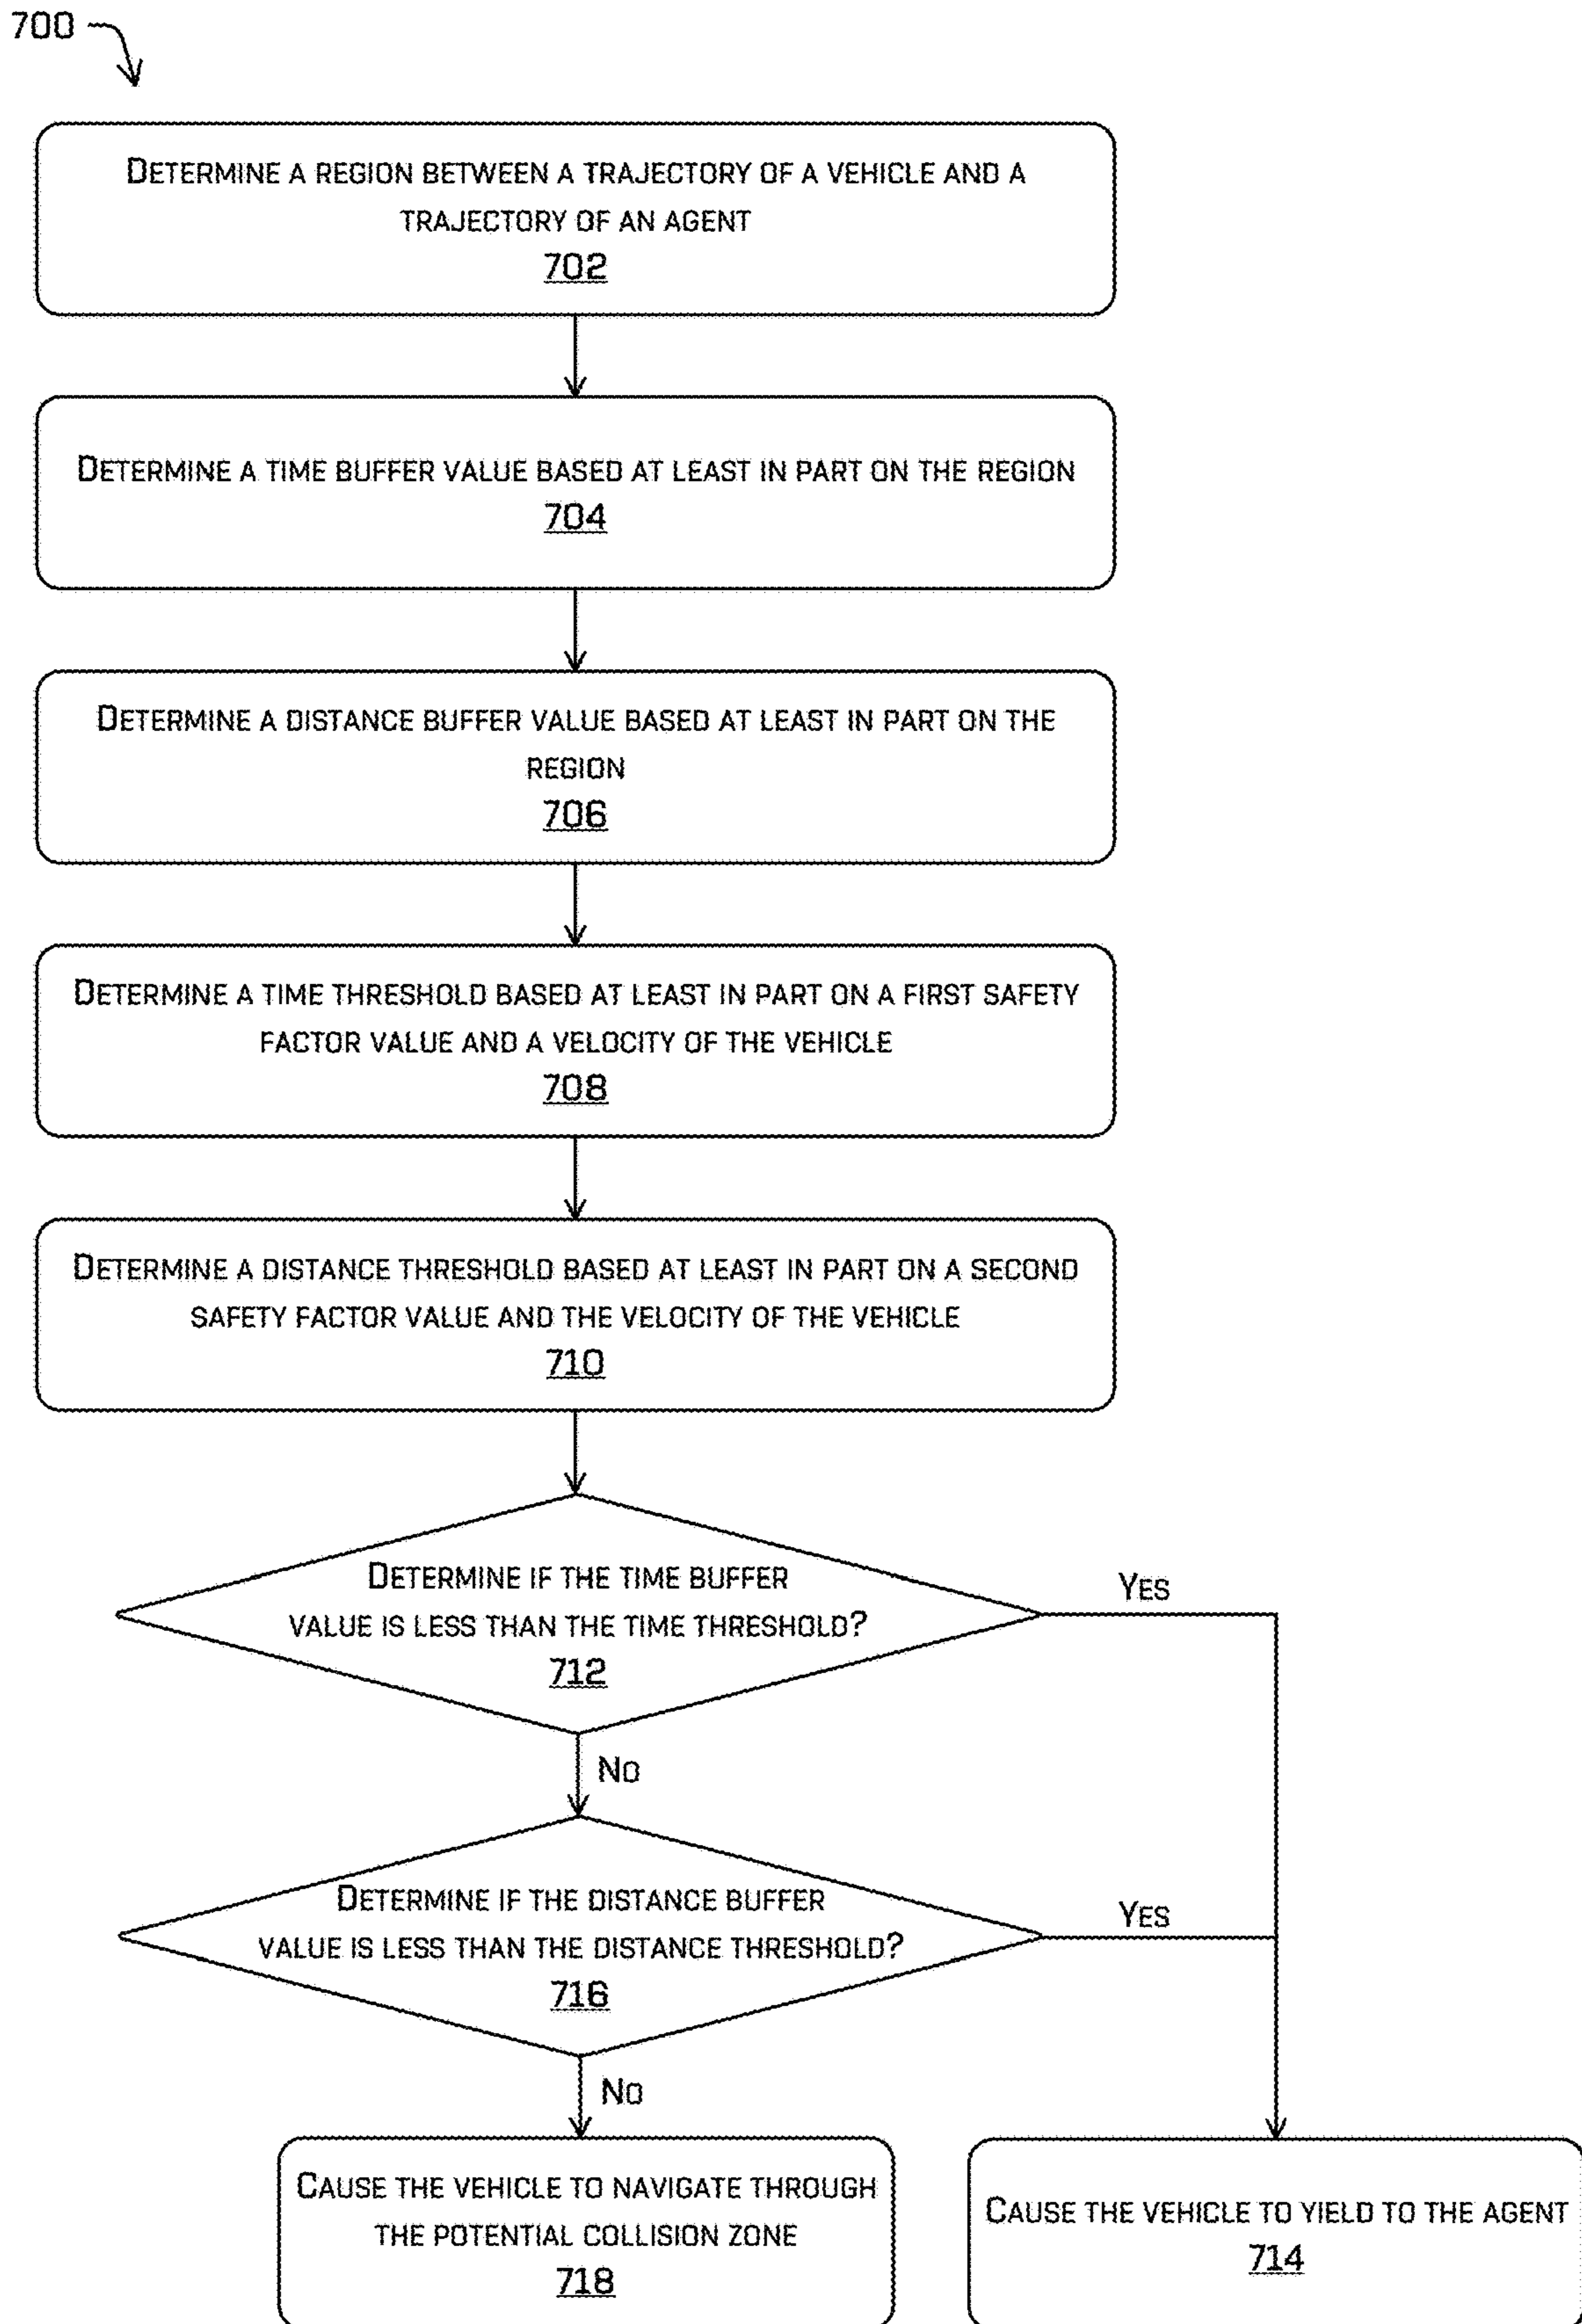 700
DETERMINE A REGION BETWEEN A TRAJECTORY OF A VEHICLE AND A
TRAJECTORY OF AN AGENT
702
DETERMINE A TIME BUFFER VALUE BASED AT LEAST IN PART ON THE REGION
704
DETERMINE A DISTANCE BUFFER VALUE BASED AT LEAST IN PART ON THE
REGION
706
DETERMINE A TIME THRESHOLD BASED AT LEAST IN PART ON A FIRST SAFETY
FACTOR VALUE AND A VELOCITY OF THE VEHICLE
708
DETERMINE A DISTANCE THRESHOLD BASED AT LEAST IN PART ON A SECOND
SAFETY FACTOR VALUE AND THE VELOCITY OF THE VEHICLE
710
DETERMINE IF THE TIME BUFFER
VALUE IS LESS THAN THE TIME THRESHOLD?
712
YES
NO
DETERMINE IF THE DISTANCE BUFFER
VALUE IS LESS THAN THE DISTANCE THRESHOLD?
716
YES
NO
CAUSE THE VEHICLE TO NAVIGATE THROUGH
THE POTENTIAL COLLISION ZONE
718
CAUSE THE VEHICLE TO YIELD TO THE AGENT
714